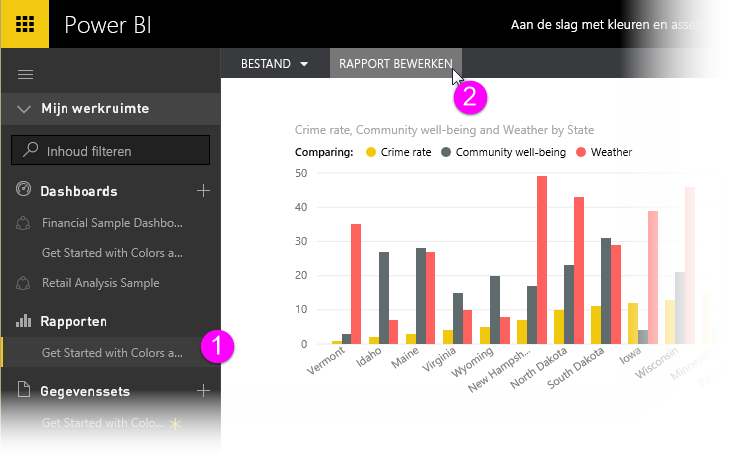 Power BI
Aan de slag met kleuren en asse
BESTAND
RAPPORT BEWERKEN
2
Mijn werkruimte
Inhoud filteren
Dashboards
Financial Sample Dashbo...
Get Started with Colors a...
Retail Analysis Sample
Rapporten
Get Started with Colors a...
1
Gegevenssets
Get Started with Colo...
Crime rate, Community well-being and Weather by State
Comparing: Crime rate Community well-being Weather
50
40
30
20
10
0
Vermont
Idaho
Maine
Virginia
Wyoming
New Hampsh...
North Dakota
South Dakota
Iowa
Wisconsin